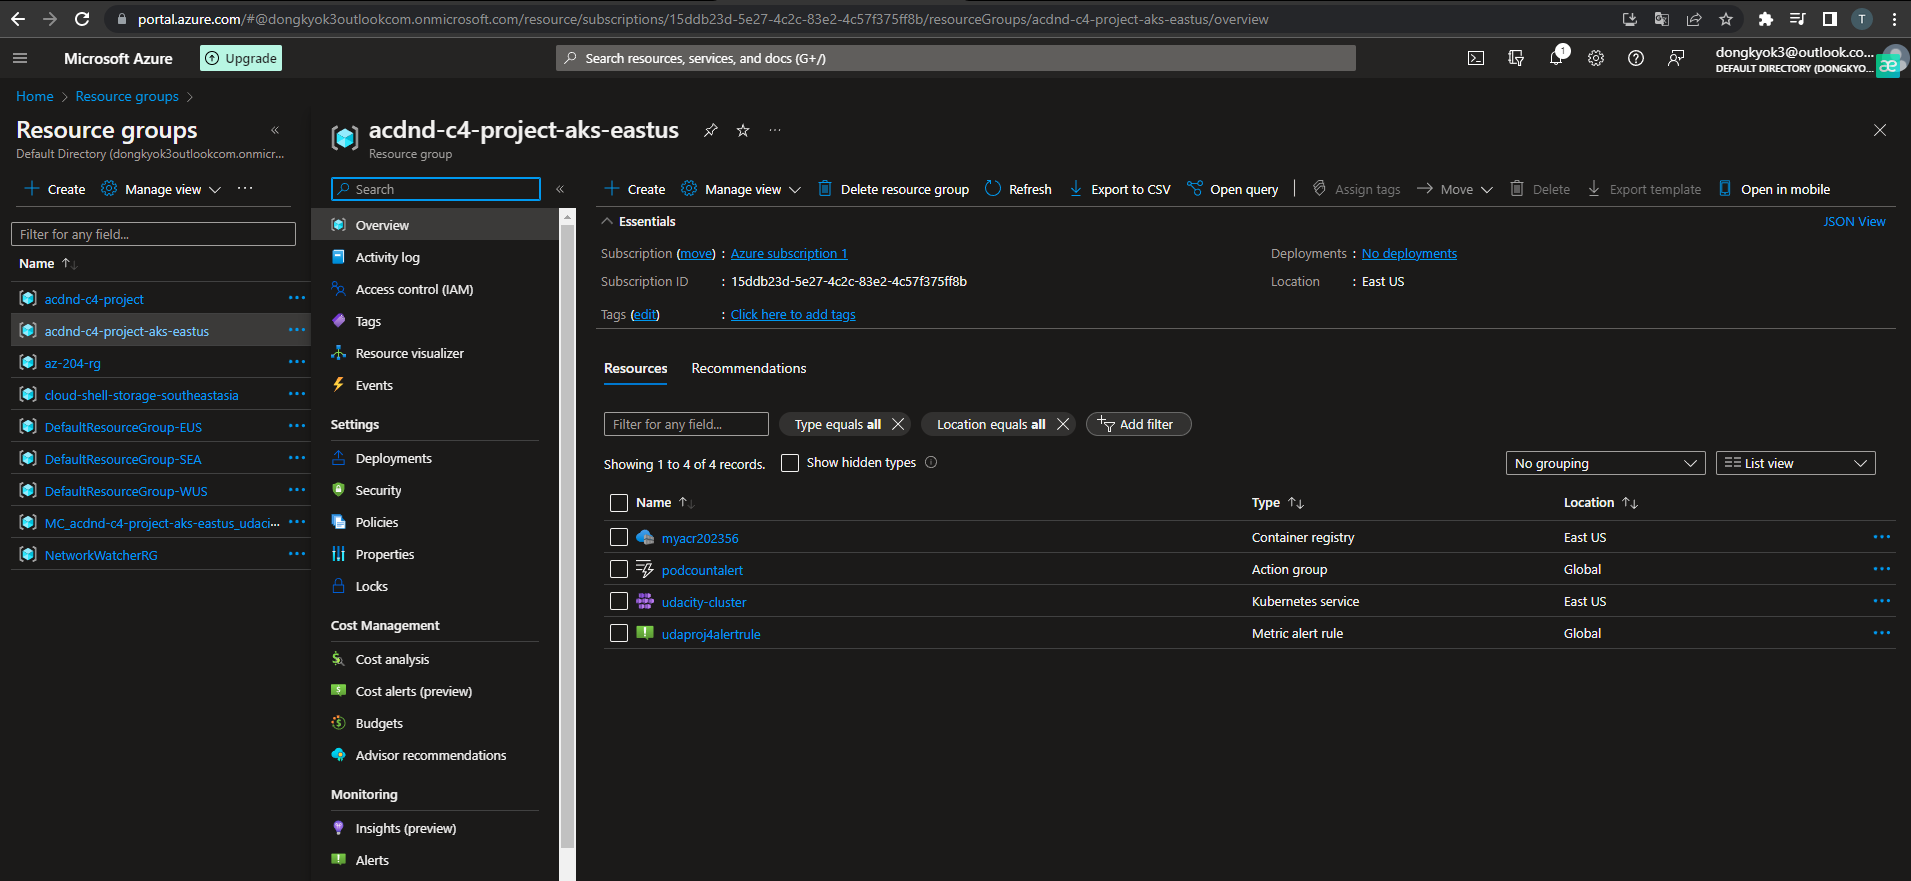 portal.azure.com/#@dongkyok3outlookcom.onmicrosoft.com/resource/subscriptions/15ddb23d-5e27-4c2c-83e2-4c57f375ff8b/resourceGroups/acdnd-c4-project-aks-eastus/overview
T
Microsoft Azure
Upgrade
Search resources, services, and docs (G+/)
1
dongkyok3@outlook.co...
DEFAULT DIRECTORY (DONGKYO...
æ
Home > Resource groups >
Resource groups «
Default Directory (dongkyok3outlookcom.onmicr...
Create Manage view ...
Filter for any field...
Name
acdnd-c4-project ...
acdnd-c4-project-aks-eastus ...
az-204-rg ...
cloud-shell-storage-southeastasia ...
DefaultResourceGroup-EUS ...
DefaultResourceGroup-SEA ...
DefaultResourceGroup-WUS ...
MC_acdnd-c4-project-aks-eastus_udaci... ...
NetworkWatcherRG ...
acdnd-c4-project-aks-eastus ...
Resource group
Search «
Overview
Activity log
Access control (IAM)
Tags
Resource visualizer
Events
Settings
Deployments
Security
Policies
Properties
Locks
Cost Management
Cost analysis
Cost alerts (preview)
Budgets
Advisor recommendations
Monitoring
Insights (preview)
Alerts
Create Manage view Delete resource group Refresh Export to CSV Open query | Assign tags Move Delete Export template Open in mobile
Essentials JSON View
Subscription (move) : Azure subscription 1
Deployments : No deployments
Subscription ID : 15ddb23d-5e27-4c2c-83e2-4c57f375ff8b
Location : East US
Tags (edit) : Click here to add tags
Resources Recommendations
Filter for any field... Type equals all Location equals all Add filter
Showing 1 to 4 of 4 records. Show hidden types No grouping List view
Name Type Location
myacr202356 Container registry East US ...
podcountalert Action group Global ...
udacity-cluster Kubernetes service East US ...
udaproj4alertrule Metric alert rule Global ...